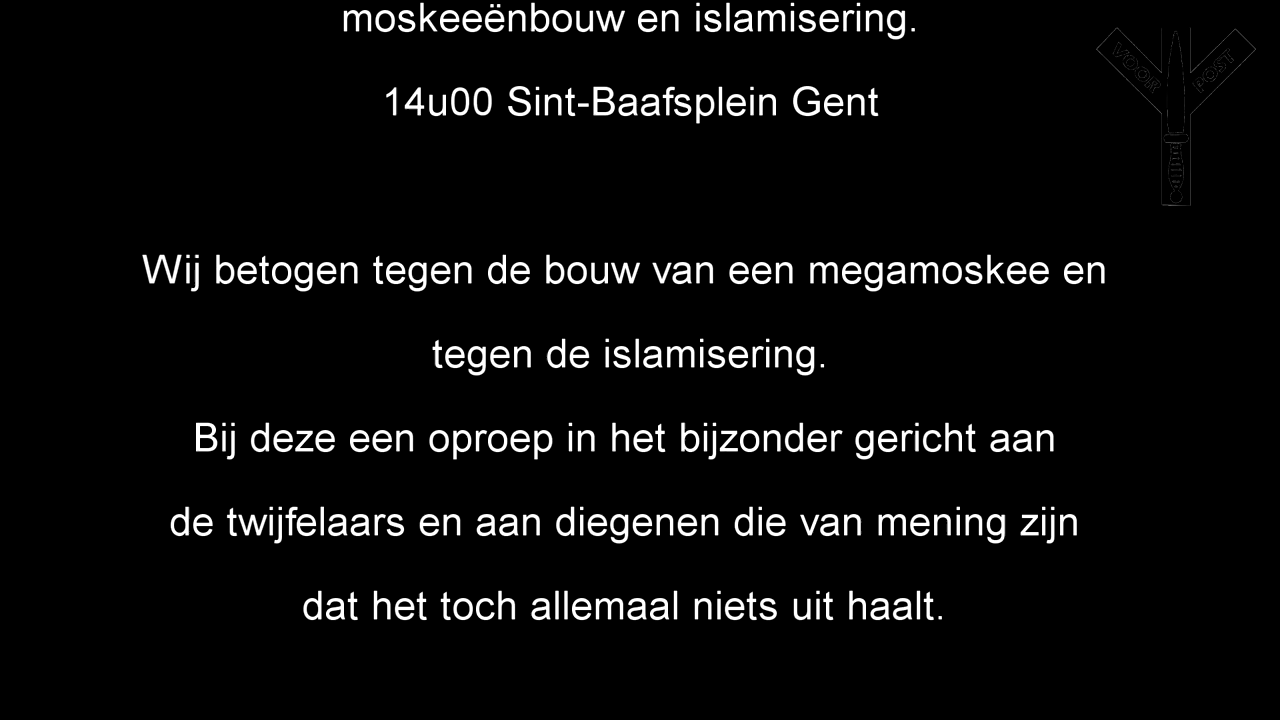 moskeeënbouw en islamisering.
14u00 Sint-Baafsplein Gent
Wij betogen tegen de bouw van een megamoskee en
tegen de islamisering.
Bij deze een oproep in het bijzonder gericht aan
de twijfelaars en aan diegenen die van mening zijn
dat het toch allemaal niets uit haalt.
VOOR POST